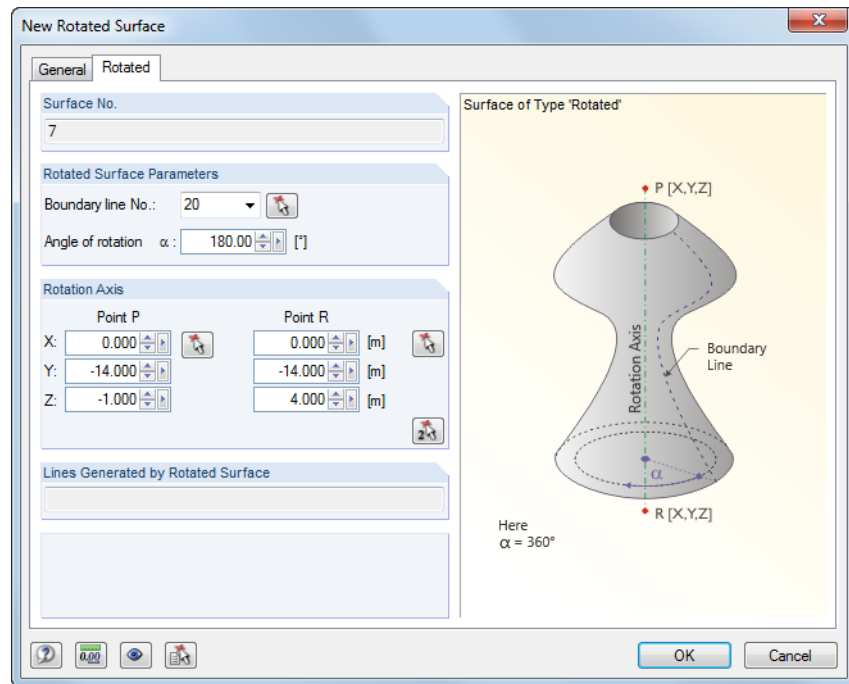 New Rotated Surface
General Rotated
Surface No.
7
Rotated Surface Parameters
Boundary line No.: 20
Angle of rotation α : 180.00 [°]
Rotation Axis
Point P Point R
X: 0.000 0.000 [m]
Y: -14.000 -14.000 [m]
Z: -1.000 4.000 [m]
2
Lines Generated by Rotated Surface
Surface of Type 'Rotated'
P [X,Y,Z]
Rotation Axis
Boundary
Line
α
R [X,Y,Z]
Here
α = 360°
0.00
OK Cancel